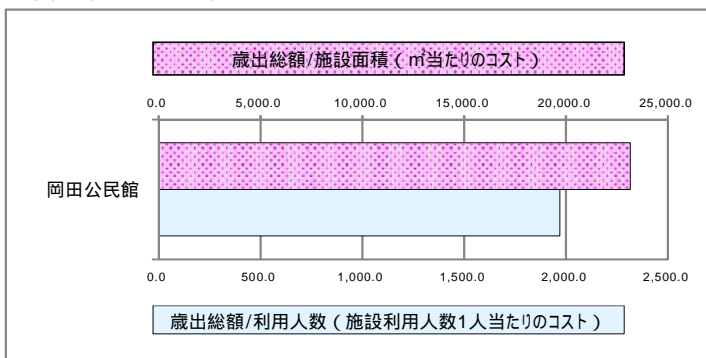 歳出総額/施設面積(㎡当たりのコスト)
0.0 5,000.0 10,000.0 15,000.0 20,000.0 25,000.0
岡田公民館
0.0 500.0 1,000.0 1,500.0 2,000.0 2,500.0
歳出総額/利用人数(施設利用人数1人当たりのコスト)